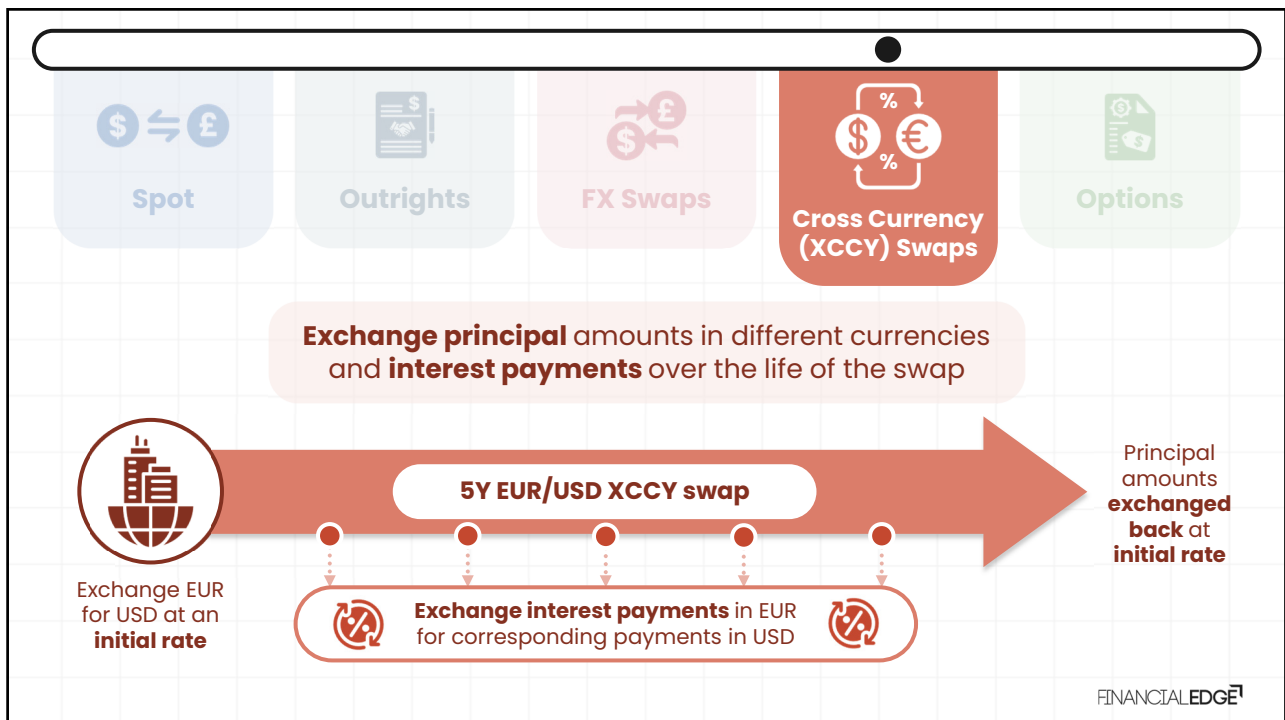 Spot
Outrights
FX Swaps
Cross Currency
(XCCY) Swaps
Options
Exchange principal amounts in different currencies
and interest payments over the life of the swap
5Y EUR/USD XCCY swap
Exchange EUR
for USD at an
initial rate
Exchange interest payments in EUR
for corresponding payments in USD
Principal
amounts
exchanged
back at
initial rate
FINANCIALEDGE